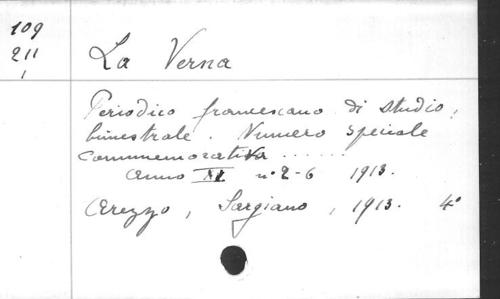 109
211
1
La Verna
Periodico francescano di studio,
bimestrale. Numero speciale
commemorativo ......
Anno XI n° 2-6 1913.
Arezzo, Sargiano, 1913. 4°